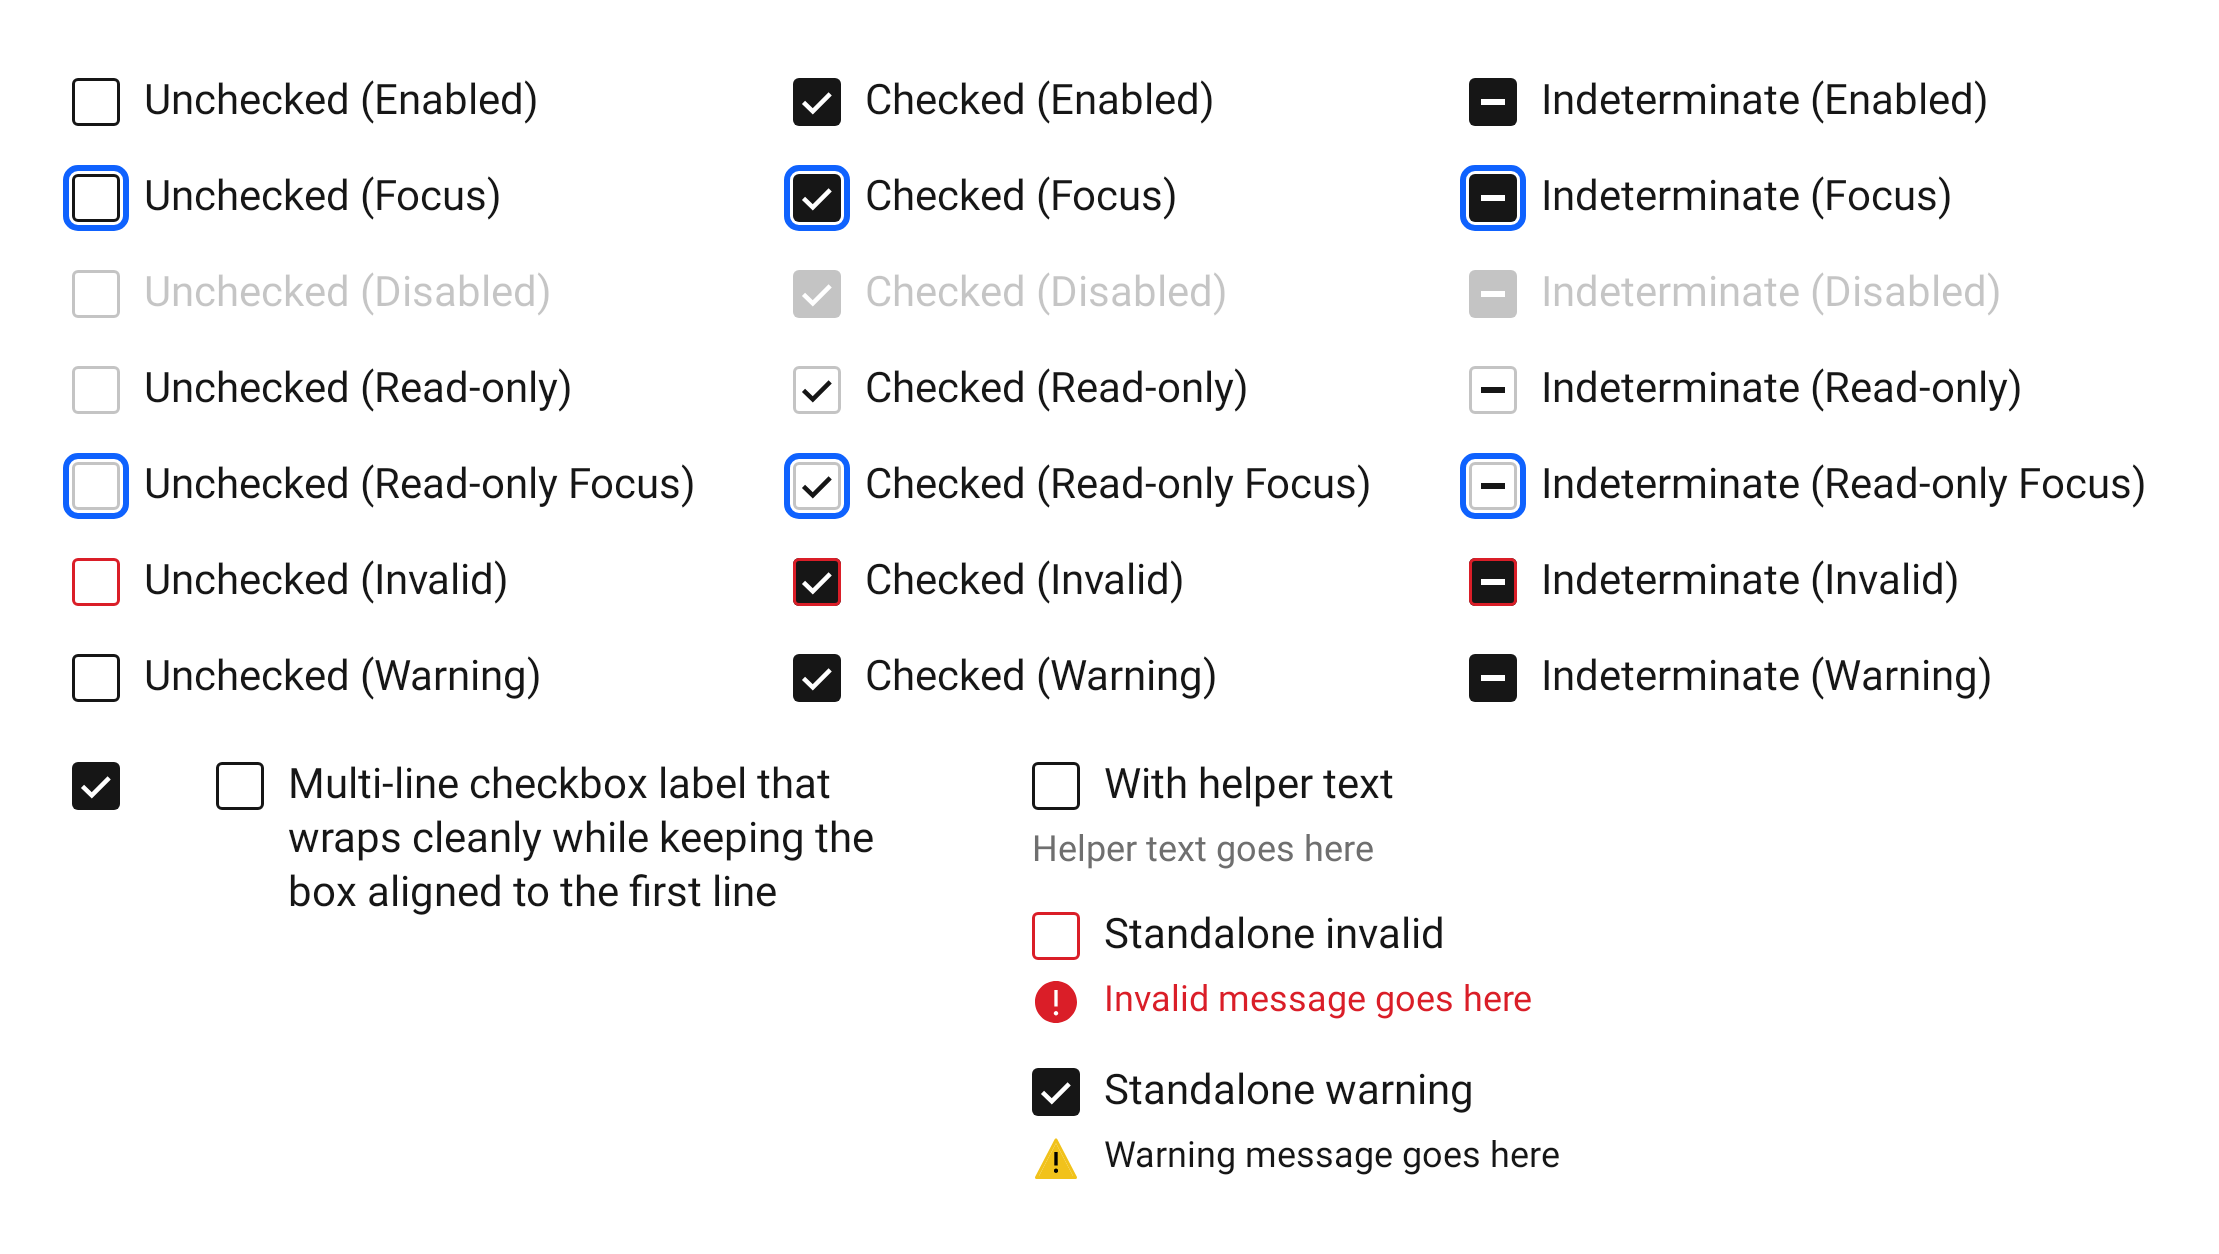 Unchecked (Enabled)
Checked (Enabled)
Indeterminate (Enabled)
Unchecked (Focus)
Checked (Focus)
Indeterminate (Focus)
Unchecked (Disabled)
Checked (Disabled)
Indeterminate (Disabled)
Unchecked (Read-only)
Checked (Read-only)
Indeterminate (Read-only)
Unchecked (Read-only Focus)
Checked (Read-only Focus)
Indeterminate (Read-only Focus)
Unchecked (Invalid)
Checked (Invalid)
Indeterminate (Invalid)
Unchecked (Warning)
Checked (Warning)
Indeterminate (Warning)
Multi-line checkbox label that
wraps cleanly while keeping the
box aligned to the first line
With helper text
Helper text goes here
Standalone invalid
Invalid message goes here
Standalone warning
Warning message goes here